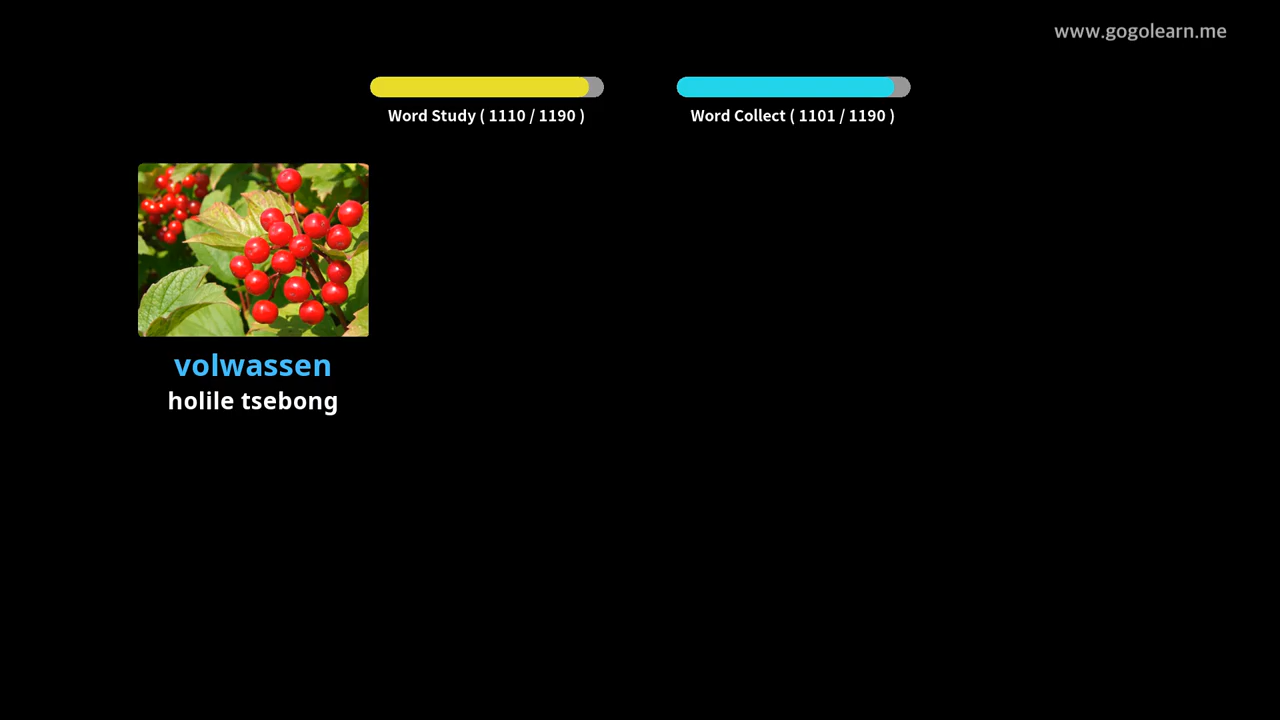 www.gogolearn.me
Word Study ( 1110 / 1190 )
Word Collect ( 1101 / 1190 )
volwassen
holile tsebong